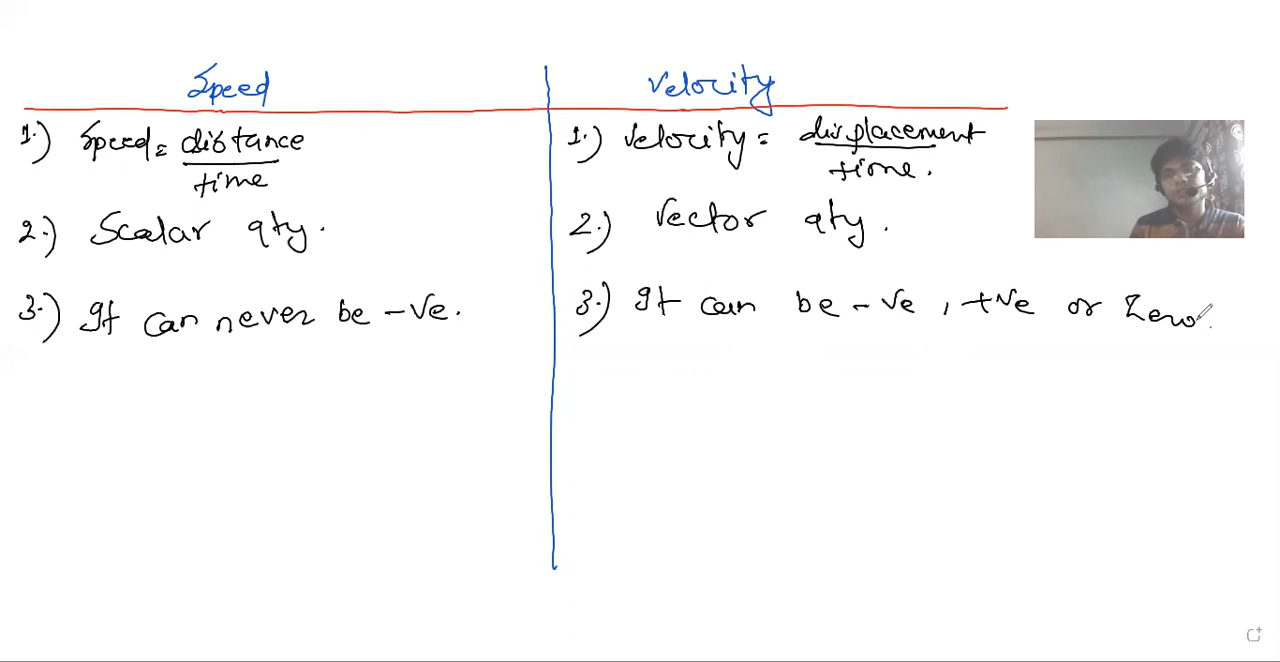 Speed
1.) Speed = distance
time
2.) Scalar qty.
3.) It can never be -ve.
Velocity
1.) Velocity = displacement
time.
2.) Vector qty.
3.) It can be -ve, +ve or Zero.